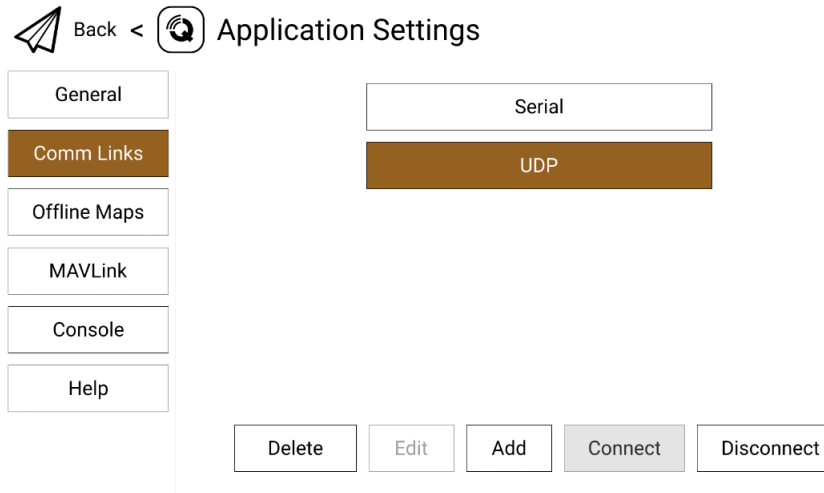 Back < Application Settings
General
Comm Links
Offline Maps
MAVLink
Console
Help
Serial
UDP
Delete Edit Add Connect Disconnect